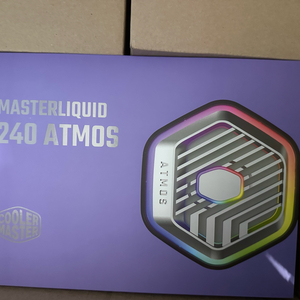 MASTERLIQUID
240 ATMOS
ATMOS
COOLER
MASTER